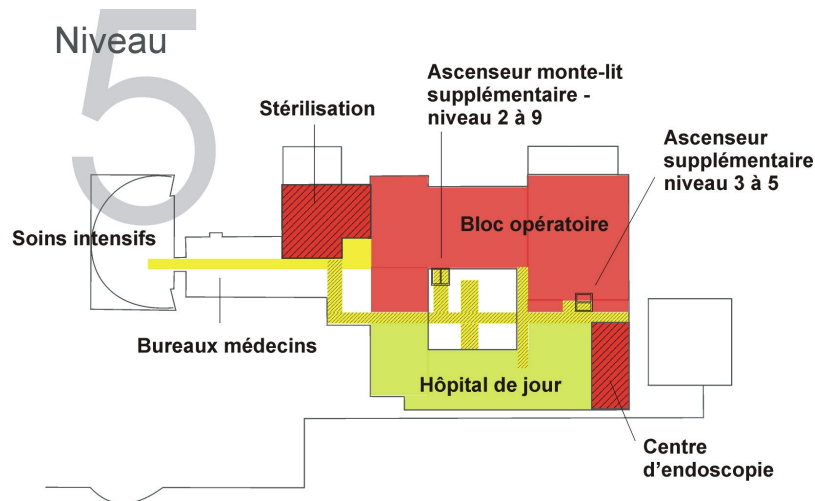 Niveau
5
Ascenseur monte-lit
supplémentaire -
niveau 2 à 9
Stérilisation
Ascenseur
supplémentaire
niveau 3 à 5
Soins intensifs
Bloc opératoire
Bureaux médecins
Hôpital de jour
Centre
d'endoscopie